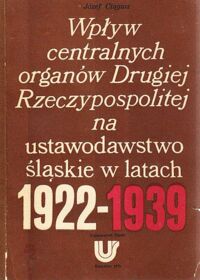 Józef Ciągwa
Wpływ
centralnych
organów Drugiej
Rzeczypospolitej
na
ustawodawstwo
śląskie w latach
1922-1939